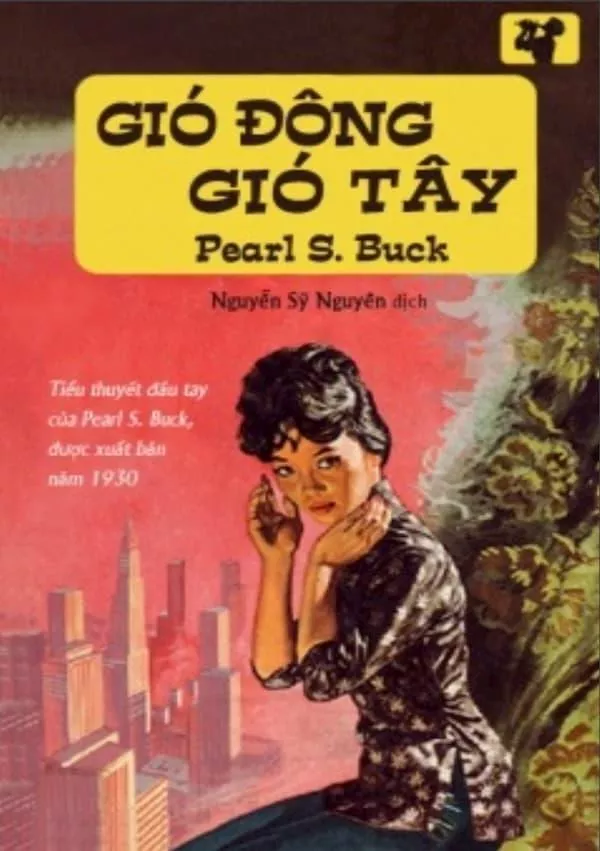 GIÓ ĐÔNG
GIÓ TÂY
Pearl S. Buck
Nguyễn Sỹ Nguyên dịch
Tiểu thuyết đầu tay
của Pearl S. Buck,
được xuất bản
năm 1930